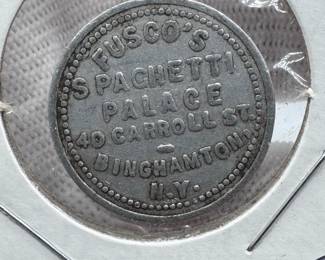 FUSCO'S
SPAGHETTI
PALACE
40 CARROLL ST.
-
BINGHAMTON,
N.Y.